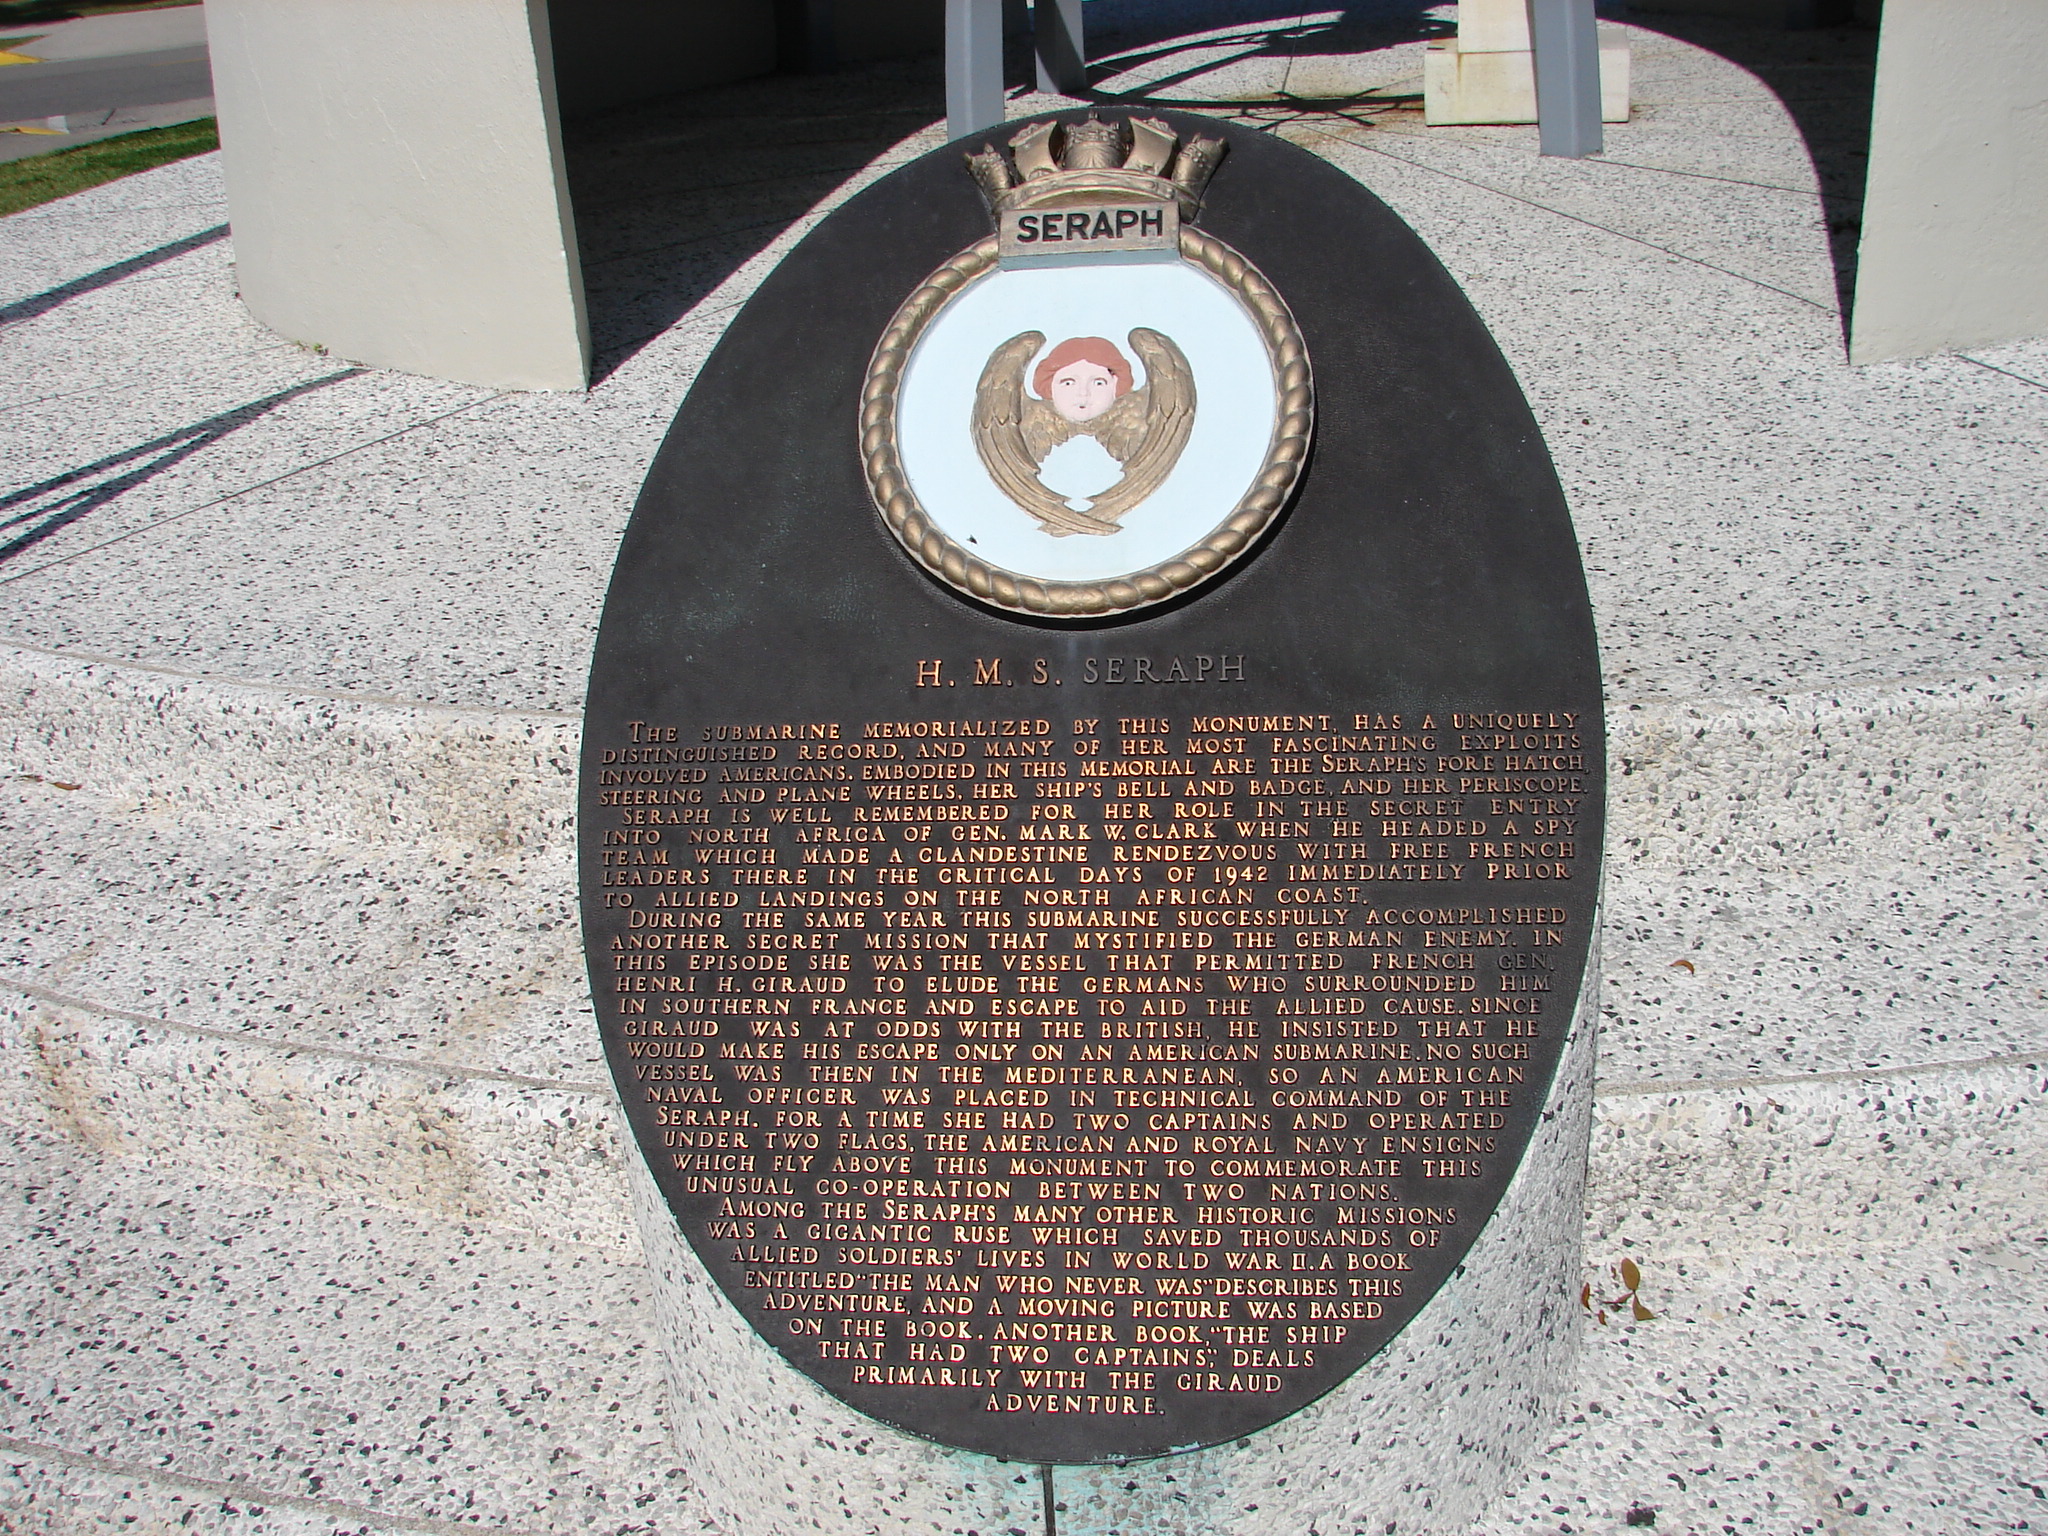 SERAPH
H. M. S. SERAPH
THE SUBMARINE MEMORIALIZED BY THIS MONUMENT, HAS A UNIQUELY
DISTINGUISHED RECORD, AND MANY OF HER MOST FASCINATING EXPLOITS
INVOLVED AMERICANS. EMBODIED IN THIS MEMORIAL ARE THE SERAPH'S FORE HATCH,
STEERING AND PLANE WHEELS, HER SHIP'S BELL AND BADGE, AND HER PERISCOPE.
SERAPH IS WELL REMEMBERED FOR HER ROLE IN THE SECRET ENTRY
INTO NORTH AFRICA OF GEN. MARK W. CLARK WHEN HE HEADED A SPY
TEAM WHICH MADE A CLANDESTINE RENDEZVOUS WITH FREE FRENCH
LEADERS THERE IN THE CRITICAL DAYS OF 1942 IMMEDIATELY PRIOR
TO ALLIED LANDINGS ON THE NORTH AFRICAN COAST.
DURING THE SAME YEAR THIS SUBMARINE SUCCESSFULLY ACCOMPLISHED
ANOTHER SECRET MISSION THAT MYSTIFIED THE GERMAN ENEMY. IN
THIS EPISODE SHE WAS THE VESSEL THAT PERMITTED FRENCH GEN.
HENRI H. GIRAUD TO ELUDE THE GERMANS WHO SURROUNDED HIM
IN SOUTHERN FRANCE AND ESCAPE TO AID THE ALLIED CAUSE. SINCE
GIRAUD WAS AT ODDS WITH THE BRITISH, HE INSISTED THAT HE
WOULD MAKE HIS ESCAPE ONLY ON AN AMERICAN SUBMARINE. NO SUCH
VESSEL WAS THEN IN THE MEDITERRANEAN, SO AN AMERICAN
NAVAL OFFICER WAS PLACED IN TECHNICAL COMMAND OF THE
SERAPH. FOR A TIME SHE HAD TWO CAPTAINS AND OPERATED
UNDER TWO FLAGS, THE AMERICAN AND ROYAL NAVY ENSIGNS
WHICH FLY ABOVE THIS MONUMENT TO COMMEMORATE THIS
UNUSUAL CO-OPERATION BETWEEN TWO NATIONS.
AMONG THE SERAPH'S MANY OTHER HISTORIC MISSIONS
WAS A GIGANTIC RUSE WHICH SAVED THOUSANDS OF
ALLIED SOLDIERS' LIVES IN WORLD WAR II. A BOOK
ENTITLED "THE MAN WHO NEVER WAS" DESCRIBES THIS
ADVENTURE, AND A MOVING PICTURE WAS BASED
ON THE BOOK. ANOTHER BOOK, "THE SHIP
THAT HAD TWO CAPTAINS", DEALS
PRIMARILY WITH THE GIRAUD
ADVENTURE.